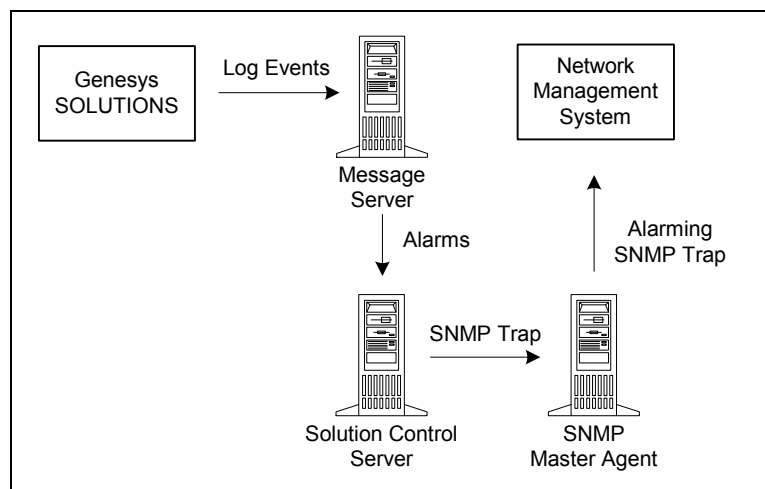 Genesys
SOLUTIONS
Log Events
Network
Management
System
Message
Server
Alarms
Alarming
SNMP Trap
SNMP Trap
Solution Control
Server
SNMP
Master Agent